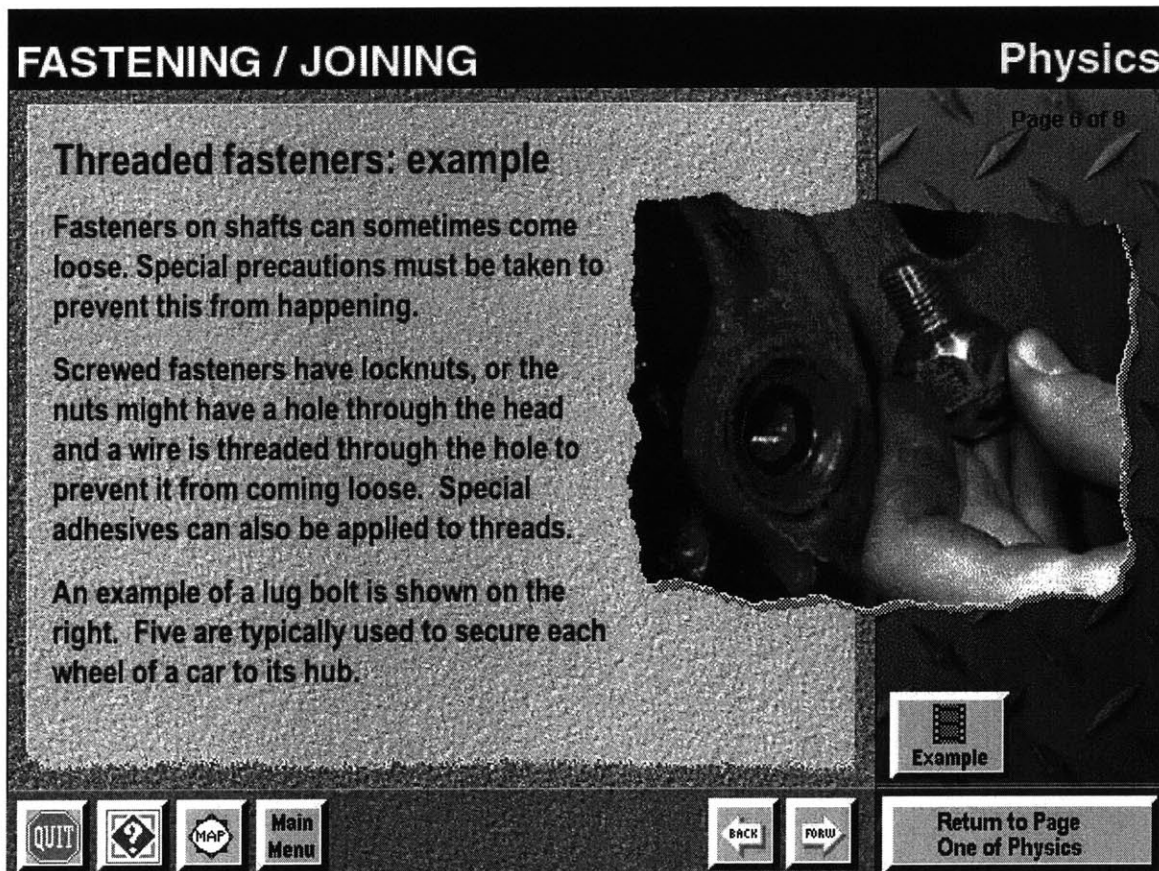 FASTENING / JOINING
Physics
Page 6 of 8
Threaded fasteners: example
Fasteners on shafts can sometimes come
loose. Special precautions must be taken to
prevent this from happening.
Screwed fasteners have locknuts, or the
nuts might have a hole through the head
and a wire is threaded through the hole to
prevent it from coming loose. Special
adhesives can also be applied to threads.
An example of a lug bolt is shown on the
right. Five are typically used to secure each
wheel of a car to its hub.
Example
QUIT
?
MAP
Main
Menu
BACK
FORW
Return to Page
One of Physics